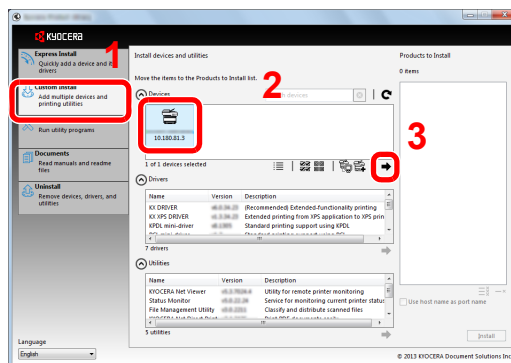 KYOCERA
Express Install
Quickly add a device and its
drivers
1
Custom Install
Add multiple devices and
printing utilities
Run utility programs
Documents
Read manuals and readme
files
Uninstall
Remove devices, drivers, and
utilities
Language
English
Install devices and utilities
Move the items to the Products to Install list.
Devices
2
devices
10.180.81.3
3
1 of 1 devices selected
Drivers
Name Version Description
KX DRIVER (Recommended) Extended-functionality printing
KX XPS DRIVER Extended printing from XPS application to XPS prin
KPDL mini-driver Standard printing support using KPDL
7 drivers
Utilities
Name Version Description
KYOCERA Net Viewer Utility for remote printer monitoring
Status Monitor Service for monitoring current printer status
File Management Utility Classify and distribute scanned files
5 utilities
Products to Install
0 items
Use host name as port name
Install
© 2013 KYOCERA Document Solutions Inc.